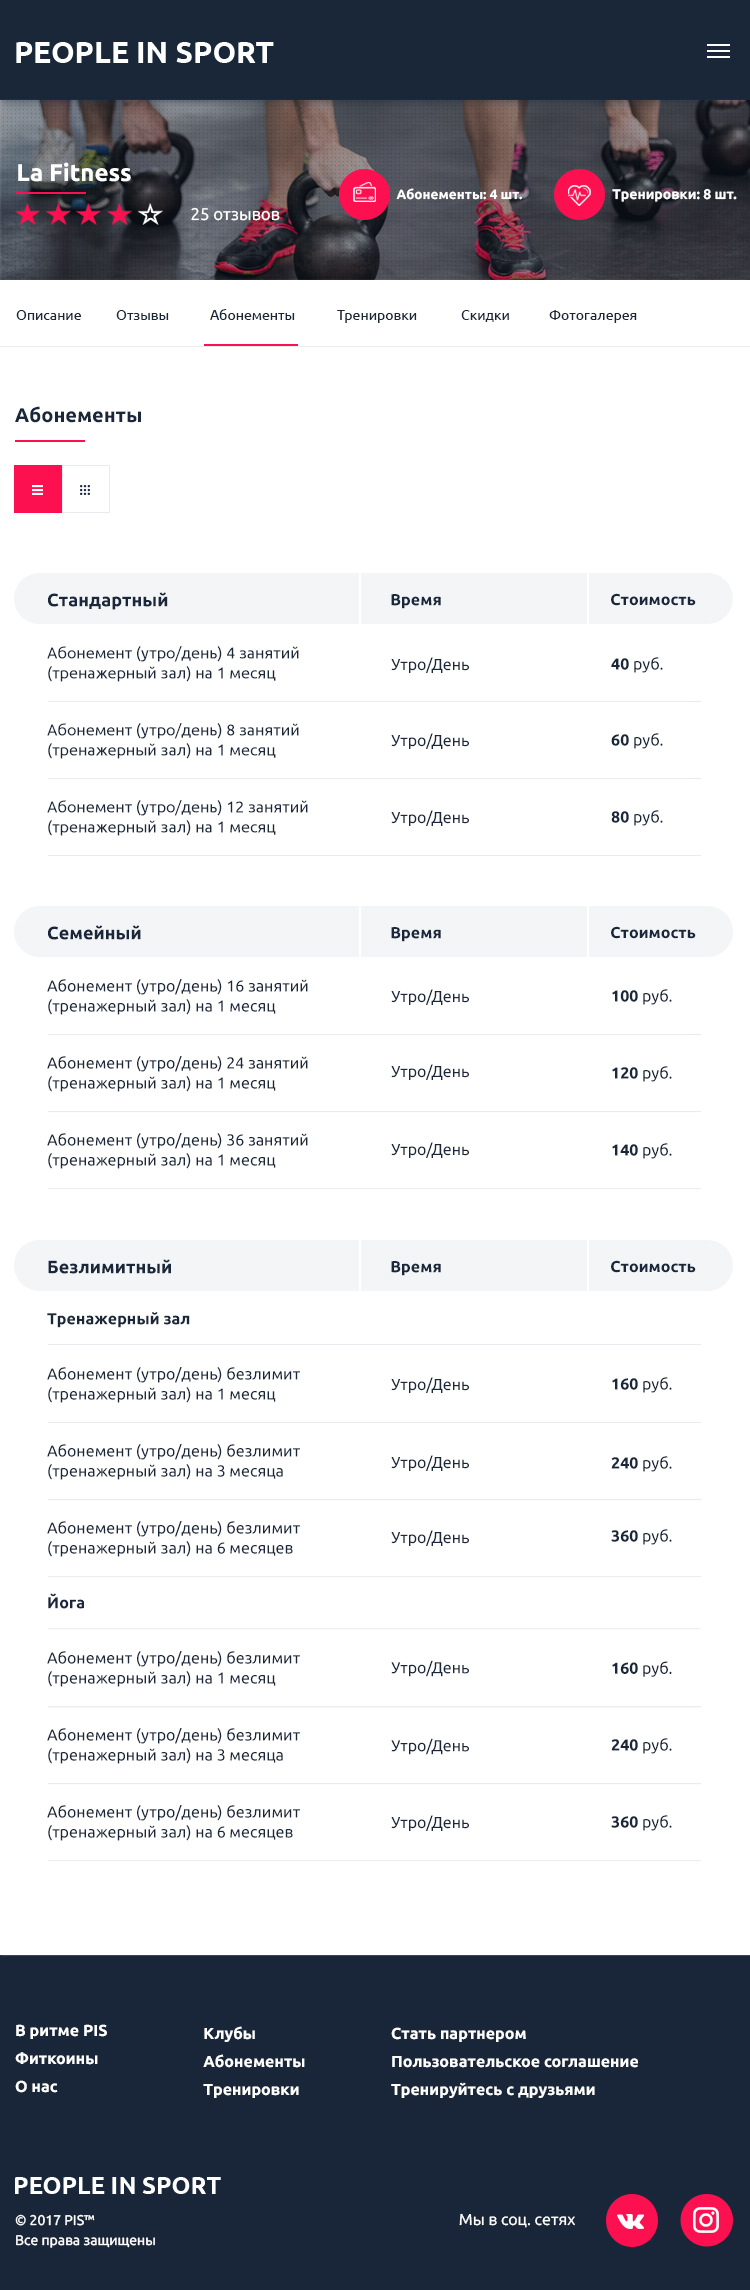 PEOPLE IN SPORT
La Fitness
25 отзывов
Абонементы: 4 шт.
Тренировки: 8 шт.
Описание Отзывы Абонементы Тренировки Скидки Фотогалерея
Абонементы
Стандартный Время Стоимость
Абонемент (утро/день) 4 занятий
(тренажерный зал) на 1 месяц
Утро/День 40 руб.
Абонемент (утро/день) 8 занятий
(тренажерный зал) на 1 месяц
Утро/День 60 руб.
Абонемент (утро/день) 12 занятий
(тренажерный зал) на 1 месяц
Утро/День 80 руб.
Семейный Время Стоимость
Абонемент (утро/день) 16 занятий
(тренажерный зал) на 1 месяц
Утро/День 100 руб.
Абонемент (утро/день) 24 занятий
(тренажерный зал) на 1 месяц
Утро/День 120 руб.
Абонемент (утро/день) 36 занятий
(тренажерный зал) на 1 месяц
Утро/День 140 руб.
Безлимитный Время Стоимость
Тренажерный зал
Абонемент (утро/день) безлимит
(тренажерный зал) на 1 месяц
Утро/День 160 руб.
Абонемент (утро/день) безлимит
(тренажерный зал) на 3 месяца
Утро/День 240 руб.
Абонемент (утро/день) безлимит
(тренажерный зал) на 6 месяцев
Утро/День 360 руб.
Йога
Абонемент (утро/день) безлимит
(тренажерный зал) на 1 месяц
Утро/День 160 руб.
Абонемент (утро/день) безлимит
(тренажерный зал) на 3 месяца
Утро/День 240 руб.
Абонемент (утро/день) безлимит
(тренажерный зал) на 6 месяцев
Утро/День 360 руб.
В ритме PIS
Фиткоины
О нас
Клубы
Абонементы
Тренировки
Стать партнером
Пользовательское соглашение
Тренируйтесь с друзьями
PEOPLE IN SPORT
© 2017 PIS™
Все права защищены
Мы в соц. сетях